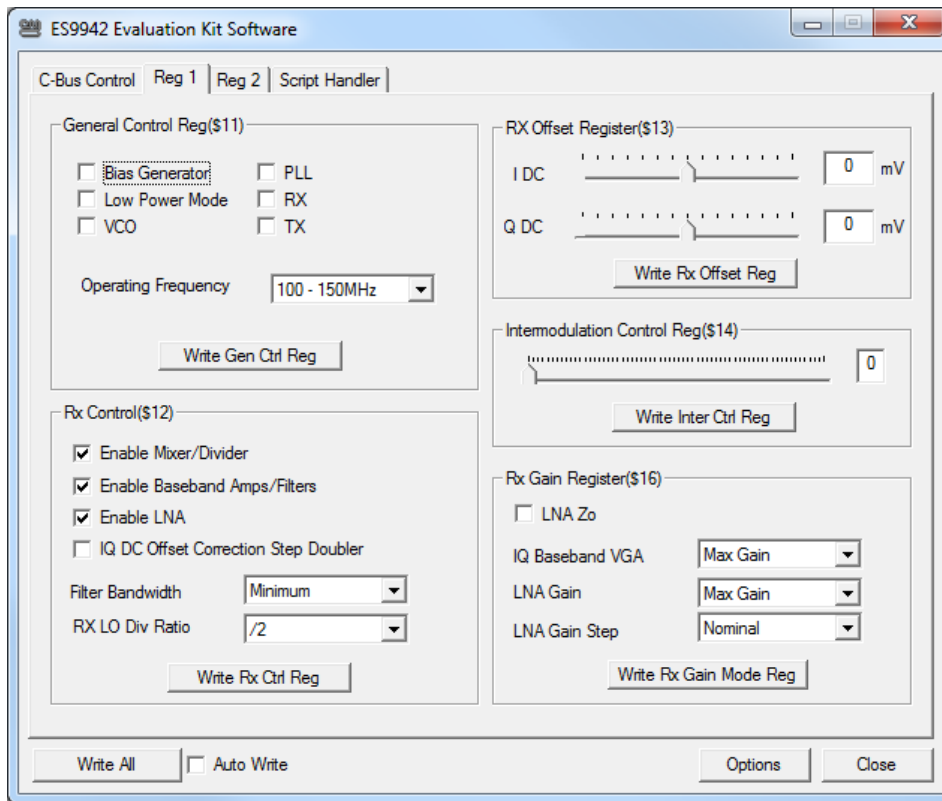 ES9942 Evaluation Kit Software
C-Bus Control Reg 1 Reg 2 Script Handler
General Control Reg($11)
Bias Generator PLL
Low Power Mode RX
VCO TX
Operating Frequency 100 - 150MHz
Write Gen Ctrl Reg
Rx Control($12)
Enable Mixer/Divider
Enable Baseband Amps/Filters
Enable LNA
IQ DC Offset Correction Step Doubler
Filter Bandwidth Minimum
RX LO Div Ratio /2
Write Rx Ctrl Reg
RX Offset Register($13)
I DC 0 mV
Q DC 0 mV
Write Rx Offset Reg
Intermodulation Control Reg($14)
0
Write Inter Ctrl Reg
Rx Gain Register($16)
LNA Zo
IQ Baseband VGA Max Gain
LNA Gain Max Gain
LNA Gain Step Nominal
Write Rx Gain Mode Reg
Write All Auto Write Options Close